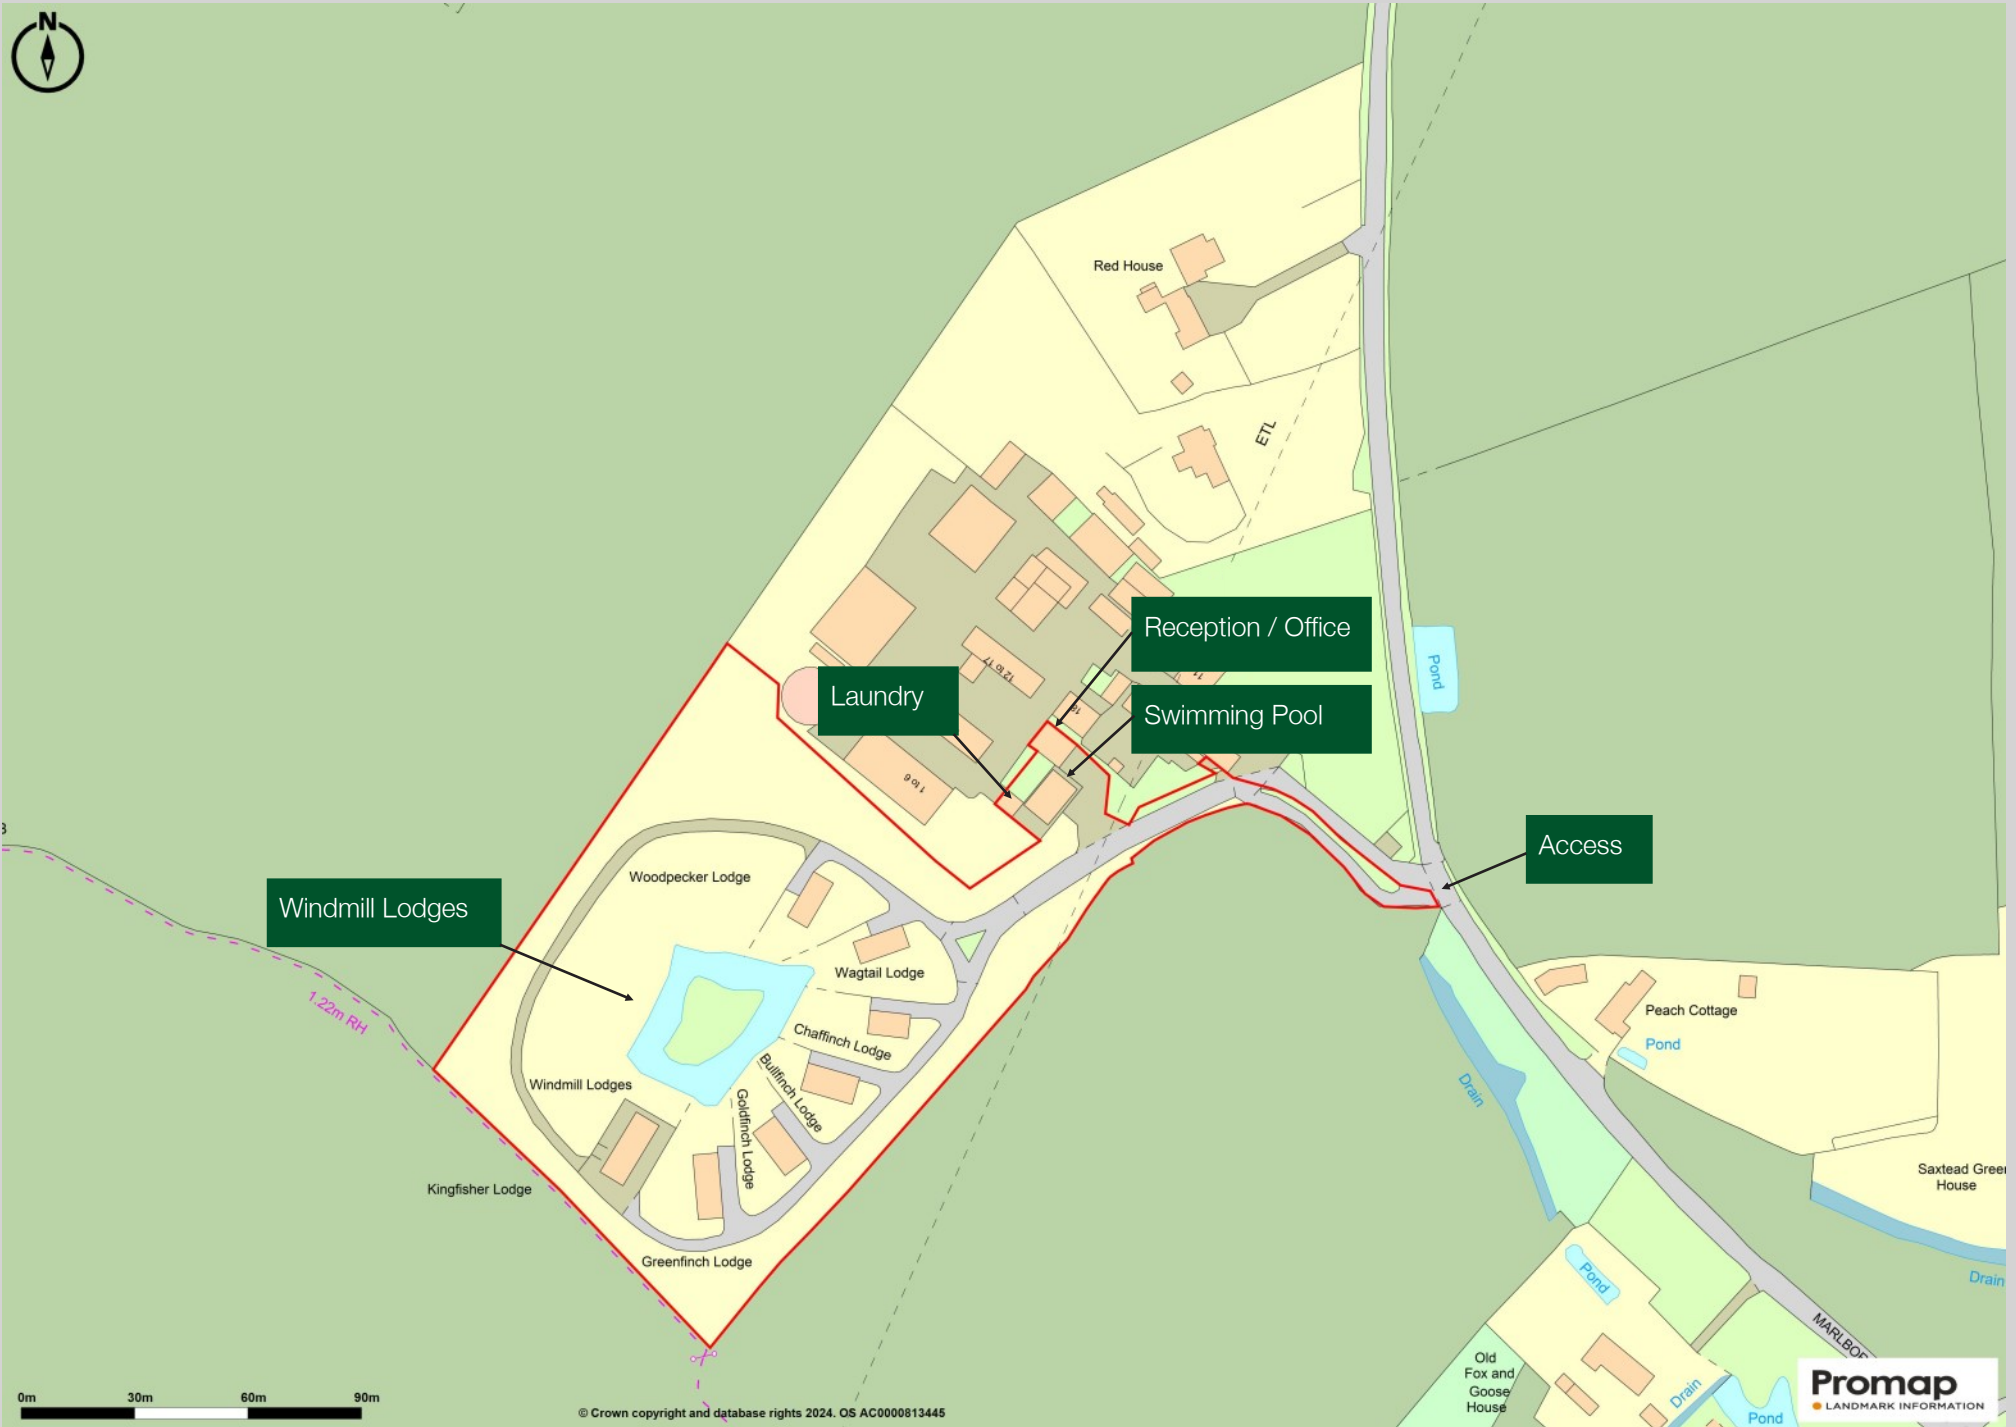 N
Red House
ETL
Reception / Office
Pond
Laundry
12 to 17
11
18
Swimming Pool
1 to 6
Access
Woodpecker Lodge
Windmill Lodges
Wagtail Lodge
1.22m RH
Chaffinch Lodge
Peach Cottage
Pond
Bullfinch Lodge
Windmill Lodges
Goldfinch Lodge
Drain
Kingfisher Lodge
Saxtead Green
House
Greenfinch Lodge
Pond
Drain
MARLBOR
Old
Fox and
Goose
House
Drain
Pond
0m 30m 60m 90m
© Crown copyright and database rights 2024. OS AC0000813445
Promap
LANDMARK INFORMATION